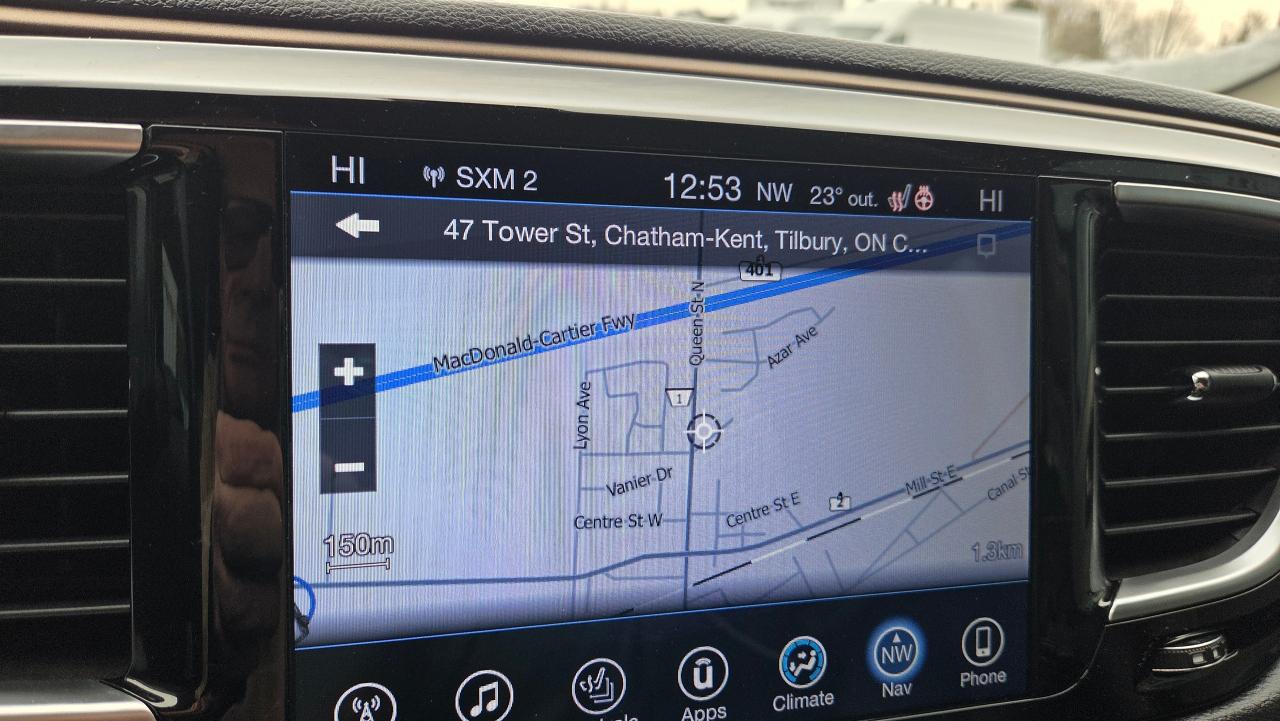 HI
SXM 2
12:53 NW 23° out.
HI
47 Tower St, Chatham-Kent, Tilbury, ON C...
401
MacDonald-Cartier Fwy
Queen St N
Azar Ave
+
1
Lyon Ave
−
Vanier Dr
Centre St W
Centre St E
2
Mill St E
Canal St
150m
1.3km
Apps
Climate
NW
Nav
Phone